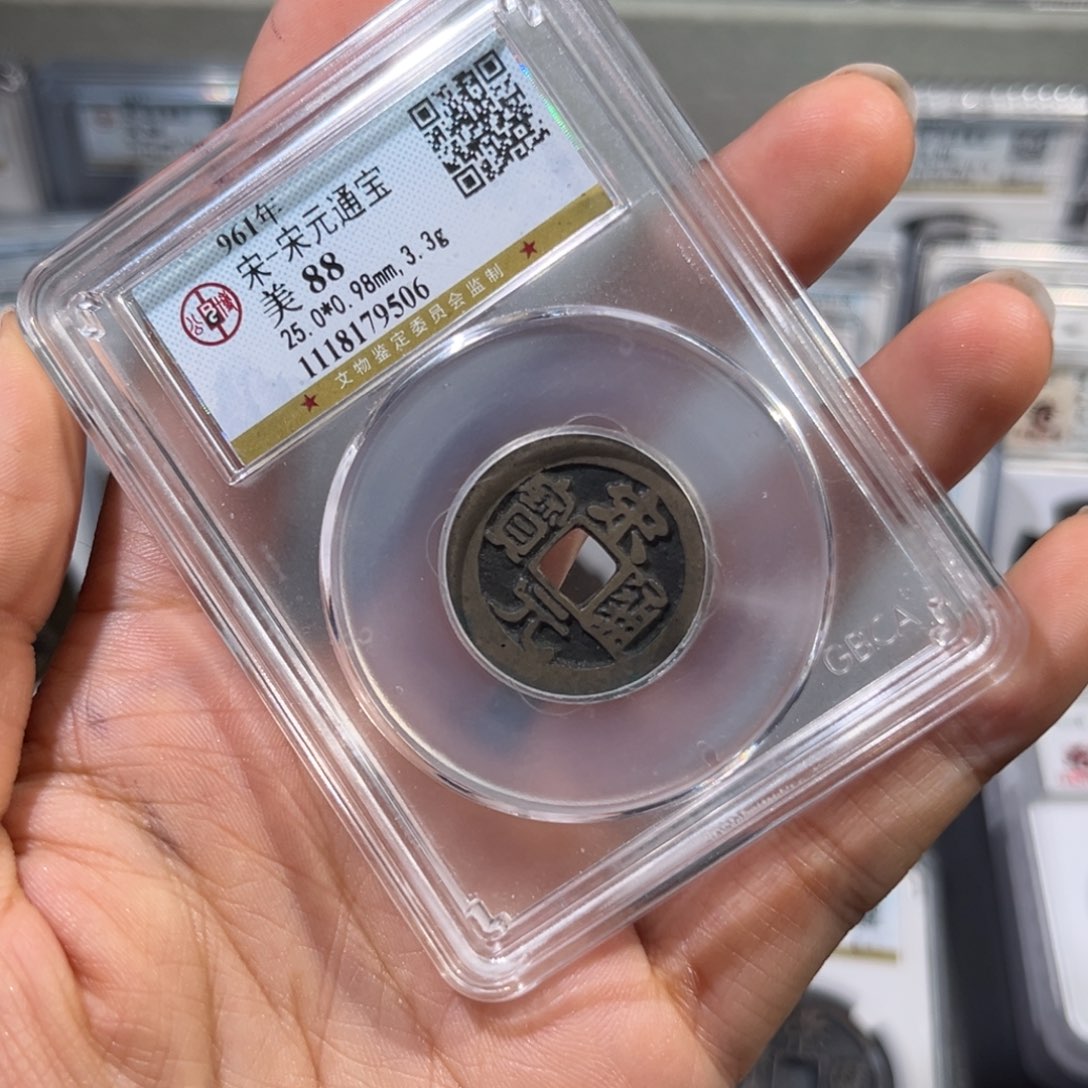 961年
宋-宋元通宝
美 88
25.0*0.98mm, 3.3g
1118179506
★ 文物鉴定委员会监制 ★
宋元通寳
GBCA